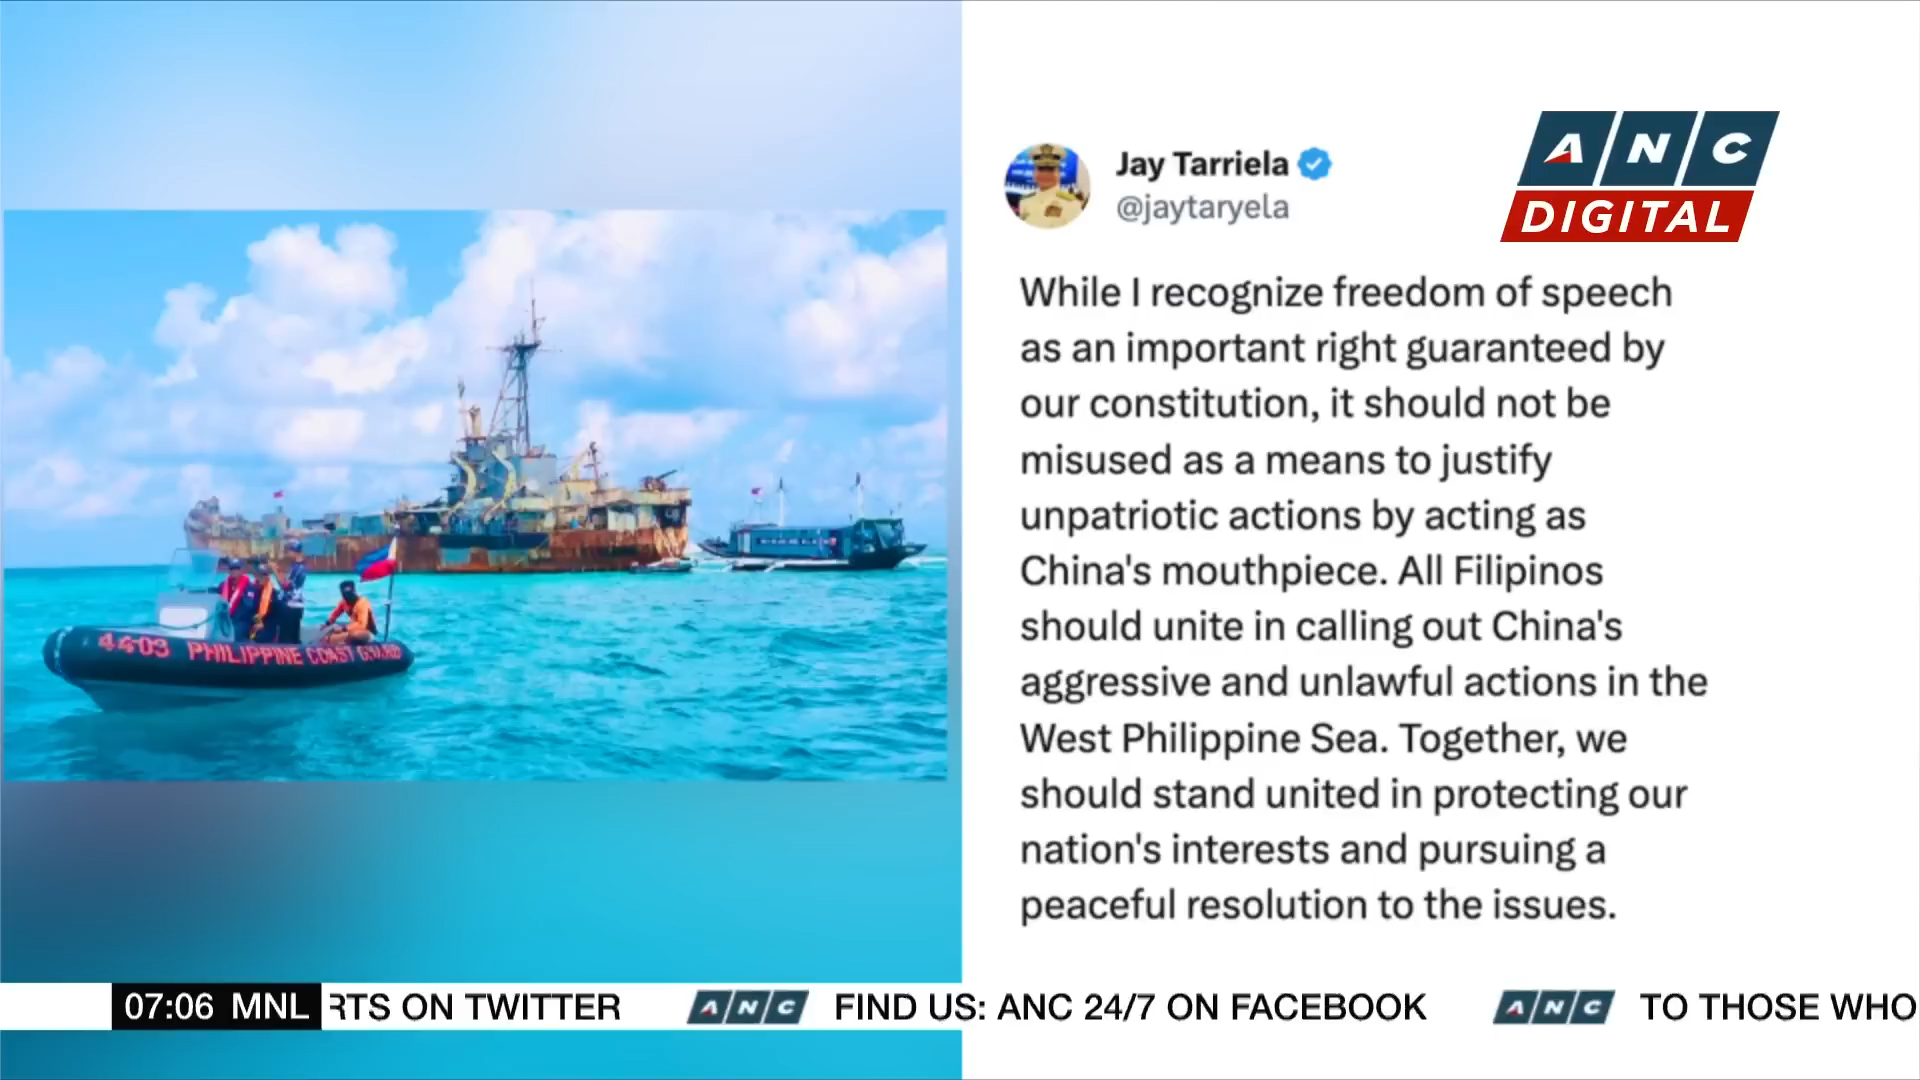 ANC
DIGITAL
Jay Tarriela
@jaytaryela
While I recognize freedom of speech
as an important right guaranteed by
our constitution, it should not be
misused as a means to justify
unpatriotic actions by acting as
China's mouthpiece. All Filipinos
should unite in calling out China's
aggressive and unlawful actions in the
West Philippine Sea. Together, we
should stand united in protecting our
nation's interests and pursuing a
peaceful resolution to the issues.
4403 PHILIPPINE COAST GUARD
07:06 MNL RTS ON TWITTER ANC FIND US: ANC 24/7 ON FACEBOOK ANC TO THOSE WHO